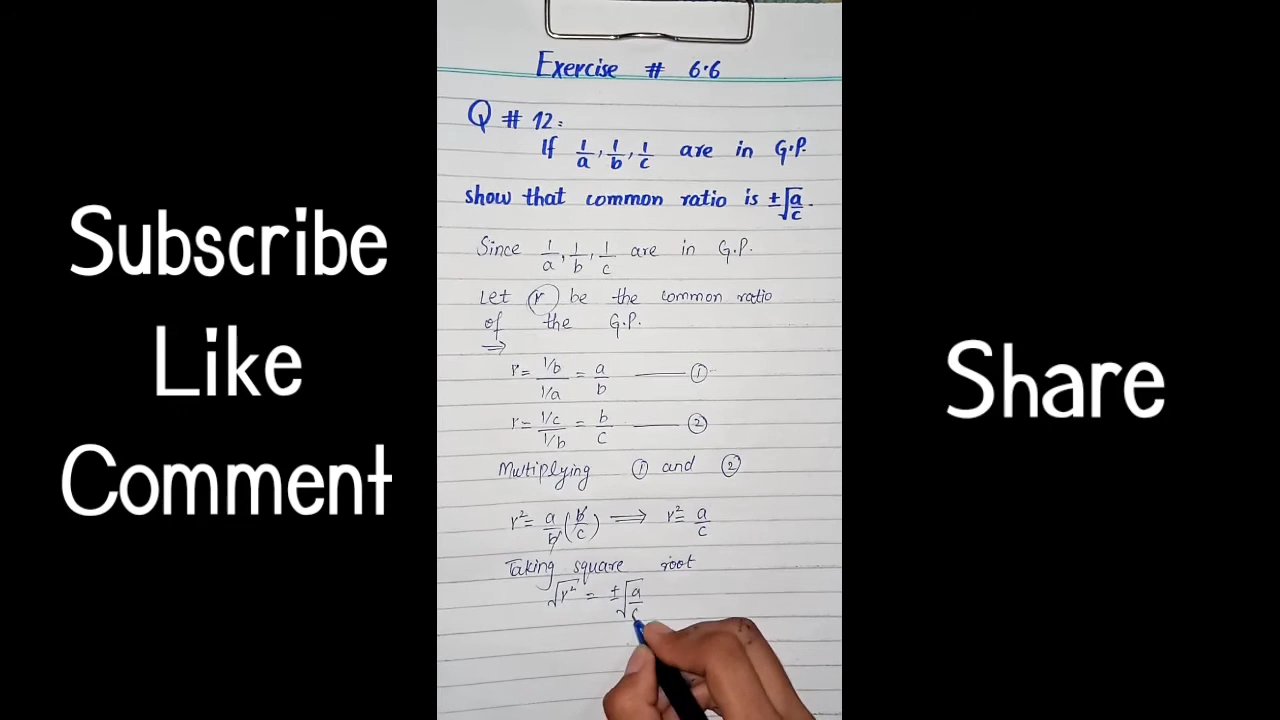 Subscribe
Like
Comment
Exercise # 6.6
Q # 12:
If 1/a, 1/b, 1/c are in G.P.
show that common ratio is ±√a/c.
Since 1/a, 1/b, 1/c are in G.P.
Let r be the common ratio
of the G.P.
⇒
r = 1/b / 1/a = a/b —— ①
r = 1/c / 1/b = b/c —— ②
Multiplying ① and ②
r² = a/b (b/c) ⟹ r² = a/c
Taking square root
√r² = ±√a/c
Share